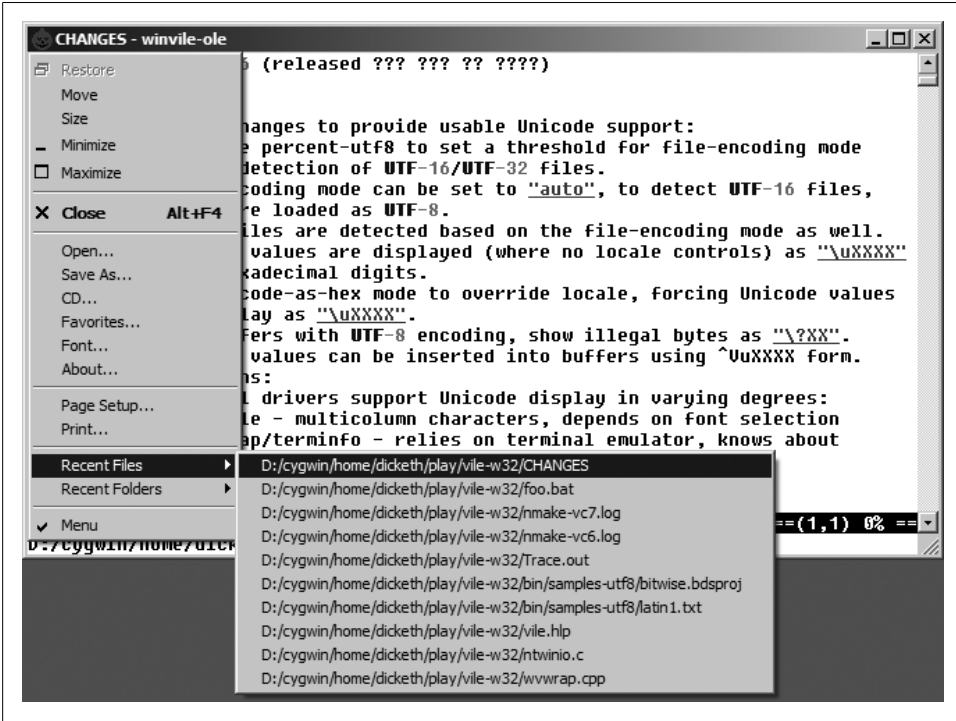 CHANGES - winvile-ole
Restore
Move
Size
Minimize
Maximize
Close Alt+F4
Open...
Save As...
CD...
Favorites...
Font...
About...
Page Setup...
Print...
Recent Files
Recent Folders
Menu
(released ??? ??? ?? ????)
hanges to provide usable Unicode support:
percent-utf8 to set a threshold for file-encoding mode
detection of UTF-16/UTF-32 files.
coding mode can be set to "auto", to detect UTF-16 files,
re loaded as UTF-8.
iles are detected based on the file-encoding mode as well.
values are displayed (where no locale controls) as "\uXXXX"
xadecimal digits.
code-as-hex mode to override locale, forcing Unicode values
lay as "\uXXXX".
fers with UTF-8 encoding, show illegal bytes as "\?XX".
values can be inserted into buffers using ^VuXXXX form.
ns:
l drivers support Unicode display in varying degrees:
le - multicolumn characters, depends on font selection
ap/terminfo - relies on terminal emulator, knows about
D:/cygwin/home/dicketh/play/vile-w32/CHANGES
D:/cygwin/home/dicketh/play/vile-w32/foo.bat
D:/cygwin/home/dicketh/play/vile-w32/nmake-vc7.log
D:/cygwin/home/dicketh/play/vile-w32/nmake-vc6.log
D:/cygwin/home/dicketh/play/vile-w32/Trace.out
D:/cygwin/home/dicketh/play/vile-w32/bin/samples-utf8/bitwise.bdsproj
D:/cygwin/home/dicketh/play/vile-w32/bin/samples-utf8/latin1.txt
D:/cygwin/home/dicketh/play/vile-w32/vile.hlp
D:/cygwin/home/dicketh/play/vile-w32/ntwinio.c
D:/cygwin/home/dicketh/play/vile-w32/wvwrap.cpp
==(1,1) 0% ==
D:/cygwin/home/dick